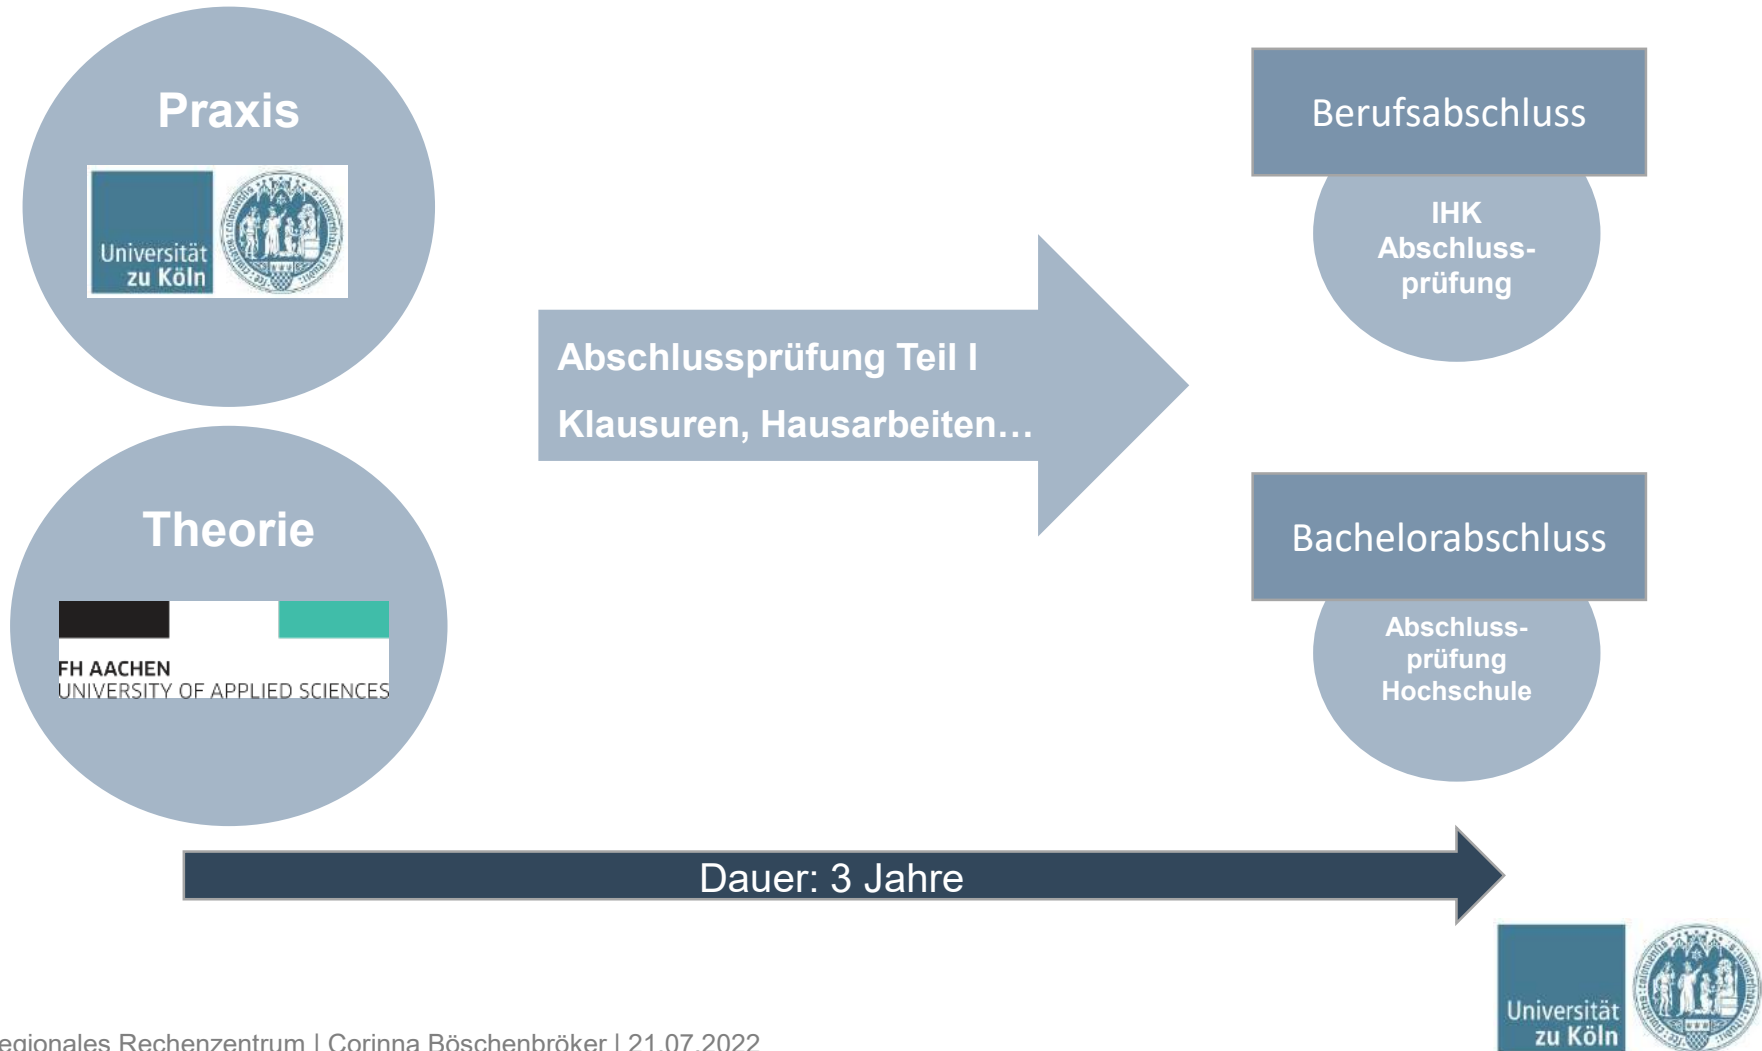 Praxis
Universität
zu Köln
Theorie
FH AACHEN
UNIVERSITY OF APPLIED SCIENCES
Abschlussprüfung Teil I
Klausuren, Hausarbeiten…
Berufsabschluss
IHK
Abschluss-
prüfung
Bachelorabschluss
Abschluss-
prüfung
Hochschule
Dauer: 3 Jahre
egionales Rechenzentrum | Corinna Böschenbröker | 21.07.2022
Universität
zu Köln